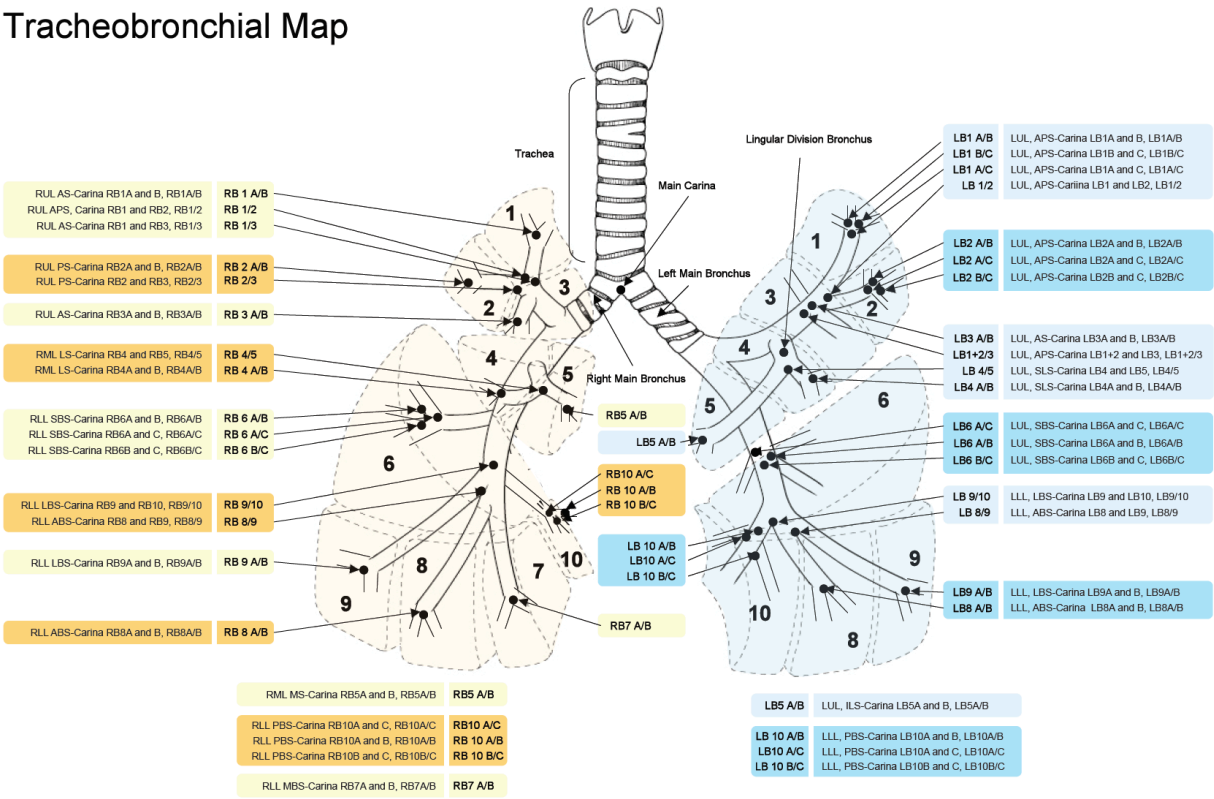 Tracheobronchial Map
Trachea
Lingular Division Bronchus
Main Carina
Left Main Bronchus
Right Main Bronchus
RUL AS-Carina RB1A and B, RB1A/B RB 1 A/B
RUL APS, Carina RB1 and RB2, RB1/2 RB 1/2
RUL AS-Carina RB1 and RB3, RB1/3 RB 1/3
RUL PS-Carina RB2A and B, RB2A/B RB 2 A/B
RUL PS-Carina RB2 and RB3, RB2/3 RB 2/3
RUL AS-Carina RB3A and B, RB3A/B RB 3 A/B
RML LS-Carina RB4 and RB5, RB4/5 RB 4/5
RML LS-Carina RB4A and B, RB4A/B RB 4 A/B
RLL SBS-Carina RB6A and B, RB6A/B RB 6 A/B
RLL SBS-Carina RB6A and C, RB6A/C RB 6 A/C
RLL SBS-Carina RB6B and C, RB6B/C RB 6 B/C
RLL LBS-Carina RB9 and RB10, RB9/10 RB 9/10
RLL ABS-Carina RB8 and RB9, RB8/9 RB 8/9
RLL LBS-Carina RB9A and B, RB9A/B RB 9 A/B
RLL ABS-Carina RB8A and B, RB8A/B RB 8 A/B
1
2
3
4
5
6
7
8
9
10
RB5 A/B
LB5 A/B
RB10 A/C
RB 10 A/B
RB 10 B/C
LB 10 A/B
LB10 A/C
LB 10 B/C
RB7 A/B
1
2
3
4
5
6
8
9
10
LB1 A/B LUL, APS-Carina LB1A and B, LB1A/B
LB1 B/C LUL, APS-Carina LB1B and C, LB1B/C
LB1 A/C LUL, APS-Carina LB1A and C, LB1A/C
LB 1/2 LUL, APS-Cariina LB1 and LB2, LB1/2
LB2 A/B LUL, APS-Carina LB2A and B, LB2A/B
LB2 A/C LUL, APS-Carina LB2A and C, LB2A/C
LB2 B/C LUL, APS-Carina LB2B and C, LB2B/C
LB3 A/B LUL, AS-Carina LB3A and B, LB3A/B
LB1+2/3 LUL, APS-Carina LB1+2 and LB3, LB1+2/3
LB 4/5 LUL, SLS-Carina LB4 and LB5, LB4/5
LB4 A/B LUL, SLS-Carina LB4A and B, LB4A/B
LB6 A/C LUL, SBS-Carina LB6A and C, LB6A/C
LB6 A/B LUL, SBS-Carina LB6A and B, LB6A/B
LB6 B/C LUL, SBS-Carina LB6B and C, LB6B/C
LB 9/10 LLL, LBS-Carina LB9 and LB10, LB9/10
LB 8/9 LLL, ABS-Carina LB8 and LB9, LB8/9
LB9 A/B LLL, LBS-Carina LB9A and B, LB9A/B
LB8 A/B LLL, ABS-Carina LB8A and B, LB8A/B
RML MS-Carina RB5A and B, RB5A/B RB5 A/B
RLL PBS-Carina RB10A and C, RB10A/C RB10 A/C
RLL PBS-Carina RB10A and B, RB10A/B RB 10 A/B
RLL PBS-Carina RB10B and C, RB10B/C RB 10 B/C
RLL MBS-Carina RB7A and B, RB7A/B RB7 A/B
LB5 A/B LUL, ILS-Carina LB5A and B, LB5A/B
LB 10 A/B LLL, PBS-Carina LB10A and B, LB10A/B
LB10 A/C LLL, PBS-Carina LB10A and C, LB10A/C
LB 10 B/C LLL, PBS-Carina LB10B and C, LB10B/C